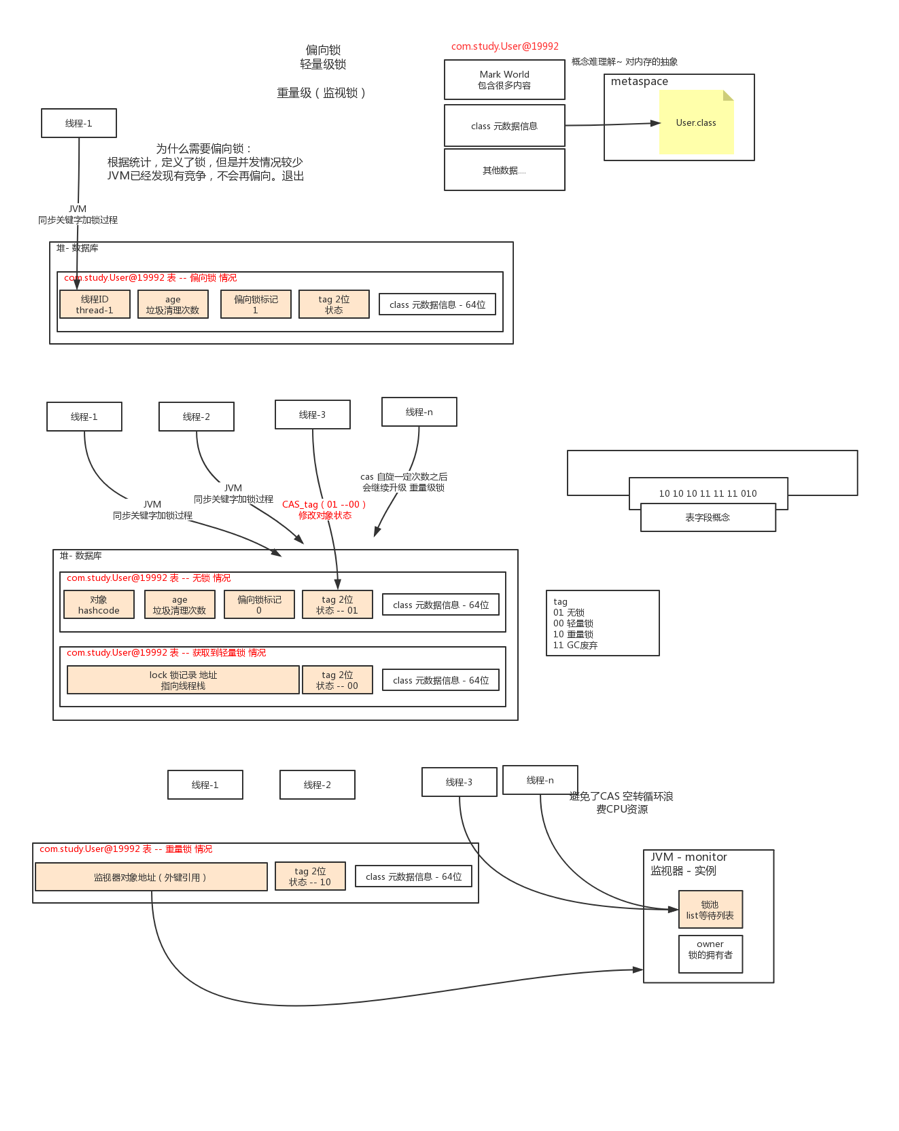 偏向锁
轻量级锁
重量级（监视锁）
com.study.User@19992
概念难理解~ 对内存的抽象
Mark World
包含很多内容
class 元数据信息
其他数据....
metaspace
User.class
线程-1
为什么需要偏向锁：
根据统计，定义了锁，但是并发情况较少
JVM已经发现有竞争，不会再偏向。退出
JVM
同步关键字加锁过程
堆- 数据库
com.study.User@19992 表 -- 偏向锁 情况
线程ID
thread-1
age
垃圾清理次数
偏向锁标记
1
tag 2位
状态
class 元数据信息 - 64位
线程-1
线程-2
线程-3
线程-n
JVM
同步关键字加锁过程
JVM
同步关键字加锁过程
CAS_tag（01 --00）
修改对象状态
cas 自旋一定次数之后
会继续升级 重量级锁
10 10 10 11 11 11 010
表字段概念
堆- 数据库
com.study.User@19992 表 -- 无锁 情况
对象
hashcode
age
垃圾清理次数
偏向锁标记
0
tag 2位
状态 -- 01
class 元数据信息 - 64位
com.study.User@19992 表 -- 获取到轻量锁 情况
lock 锁记录 地址
指向线程栈
tag 2位
状态 -- 00
class 元数据信息 - 64位
tag
01 无锁
00 轻量锁
10 重量锁
11 GC废弃
线程-1
线程-2
线程-3
线程-n
避免了CAS 空转循环浪
费CPU资源
com.study.User@19992 表 -- 重量锁 情况
监视器对象地址（外键引用）
tag 2位
状态 -- 10
class 元数据信息 - 64位
JVM - monitor
监视器 - 实例
锁池
list等待列表
owner
锁的拥有者